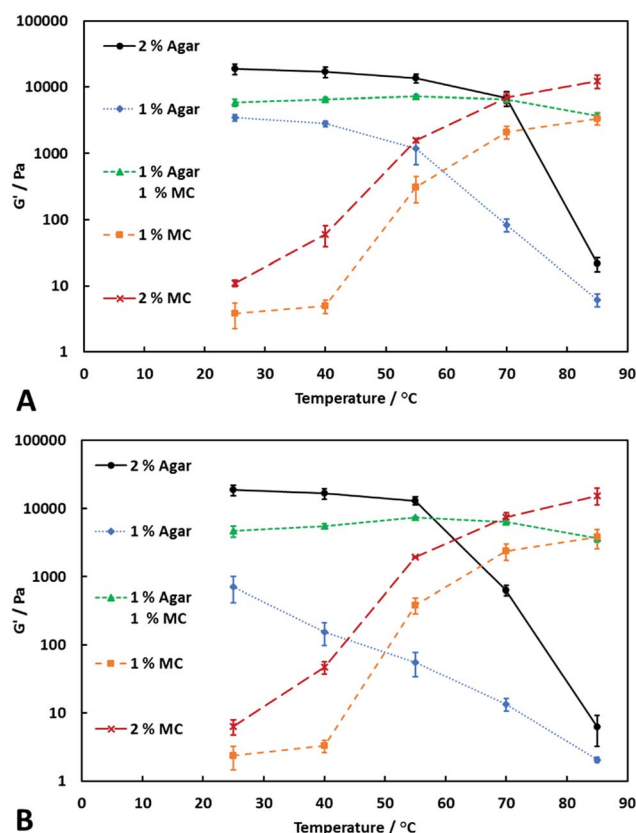 100000
10000
1000
100
10
1
G' / Pa
2 % Agar
1 % Agar
1 % Agar
1 % MC
1 % MC
2 % MC
0 10 20 30 40 50 60 70 80 90
Temperature / °C
A
100000
10000
1000
100
10
1
G' / Pa
2 % Agar
1 % Agar
1 % Agar
1 % MC
1 % MC
2 % MC
0 10 20 30 40 50 60 70 80 90
Temperature / °C
B